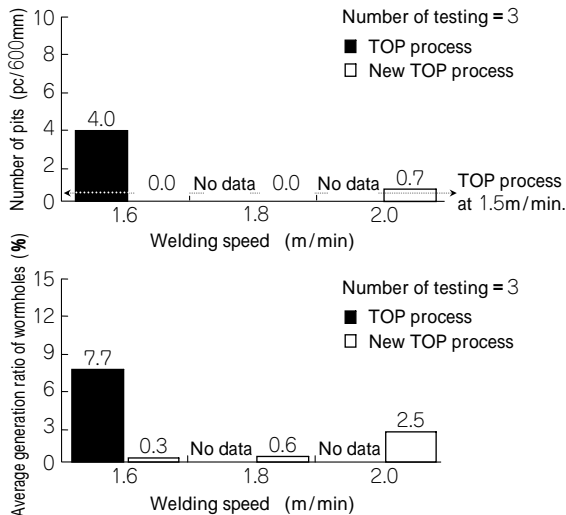 Number of pits (pc/600mm)
10
8
6
4
2
0
Number of testing = 3
TOP process
New TOP process
4.0
0.0
No data
0.0
No data
0.7
TOP process
at 1.5m/min.
1.6
1.8
2.0
Welding speed (m/min)
Average generation ratio of wormholes (%)
15
12
9
6
3
0
Number of testing = 3
TOP process
New TOP process
7.7
0.3
No data
0.6
No data
2.5
1.6
1.8
2.0
Welding speed (m/min)